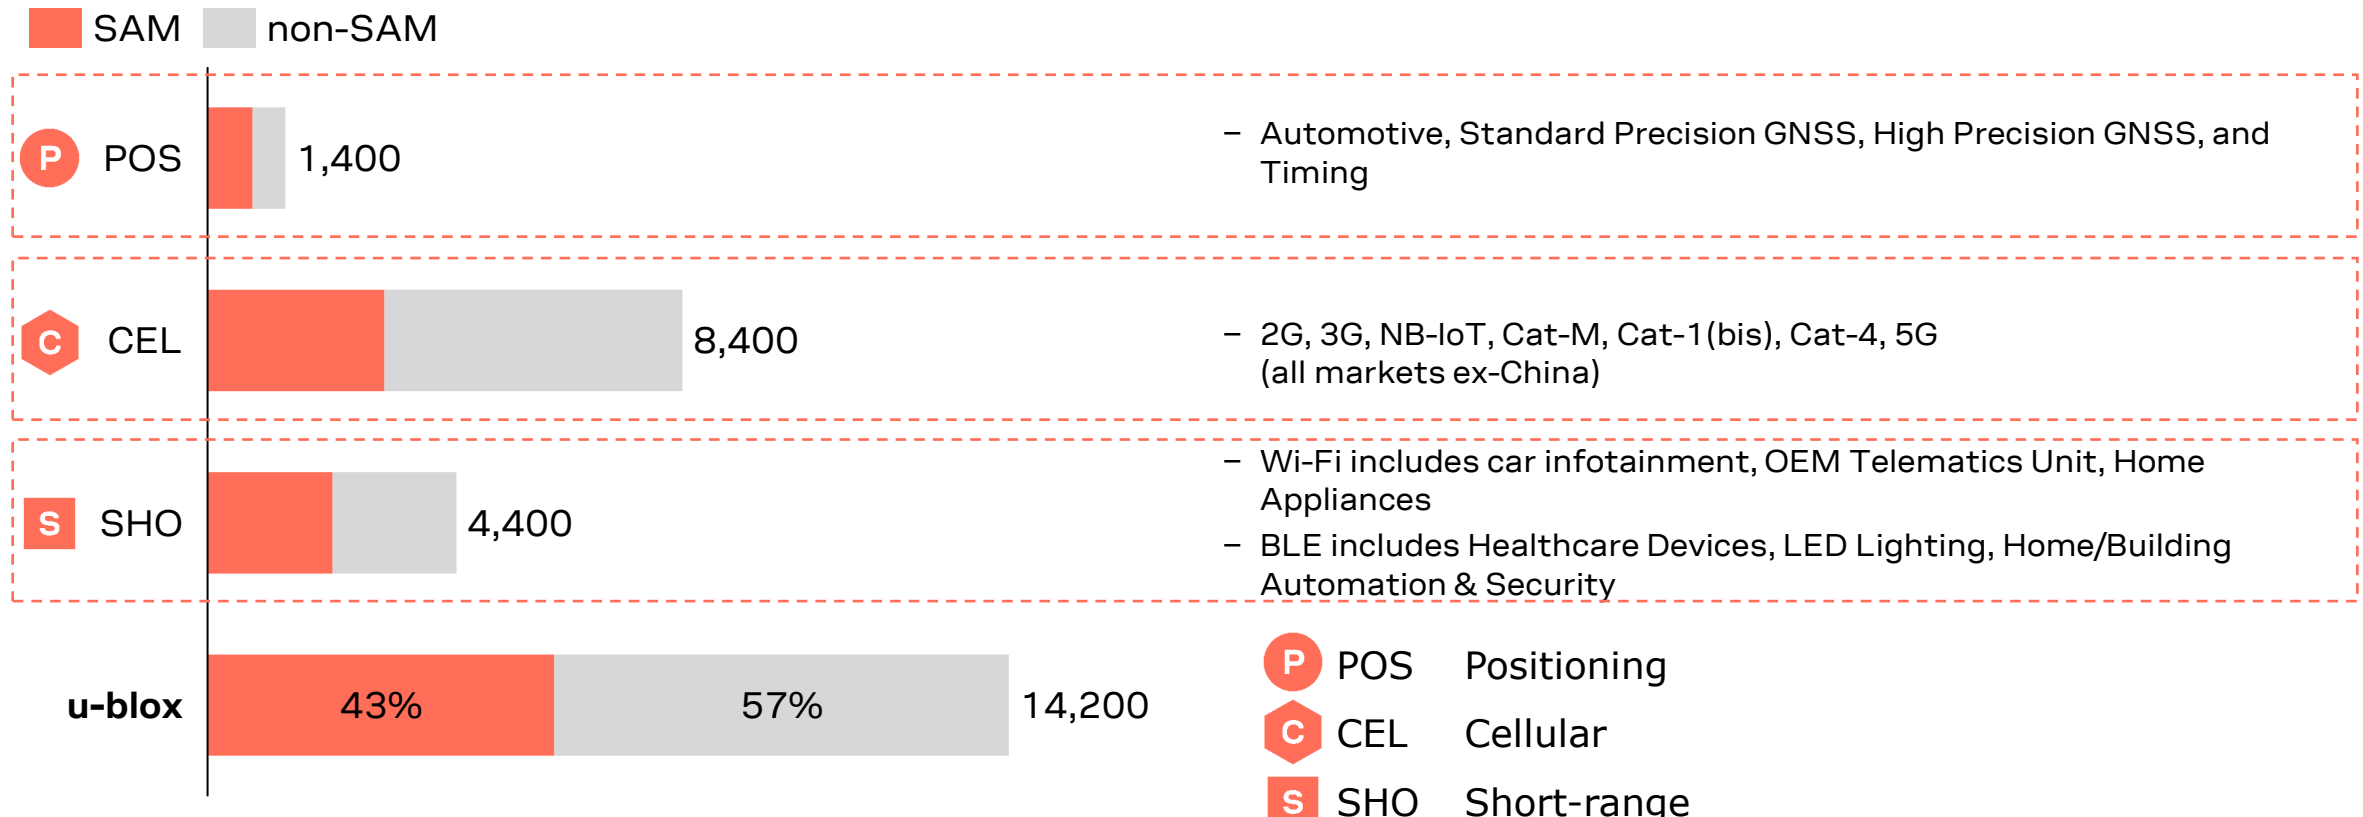 SAM non-SAM
P POS 1,400
– Automotive, Standard Precision GNSS, High Precision GNSS, and
Timing
C CEL 8,400
– 2G, 3G, NB-IoT, Cat-M, Cat-1(bis), Cat-4, 5G
(all markets ex-China)
S SHO 4,400
– Wi-Fi includes car infotainment, OEM Telematics Unit, Home
Appliances
– BLE includes Healthcare Devices, LED Lighting, Home/Building
Automation & Security
u-blox 43% 57% 14,200
P POS Positioning
C CEL Cellular
S SHO Short-range